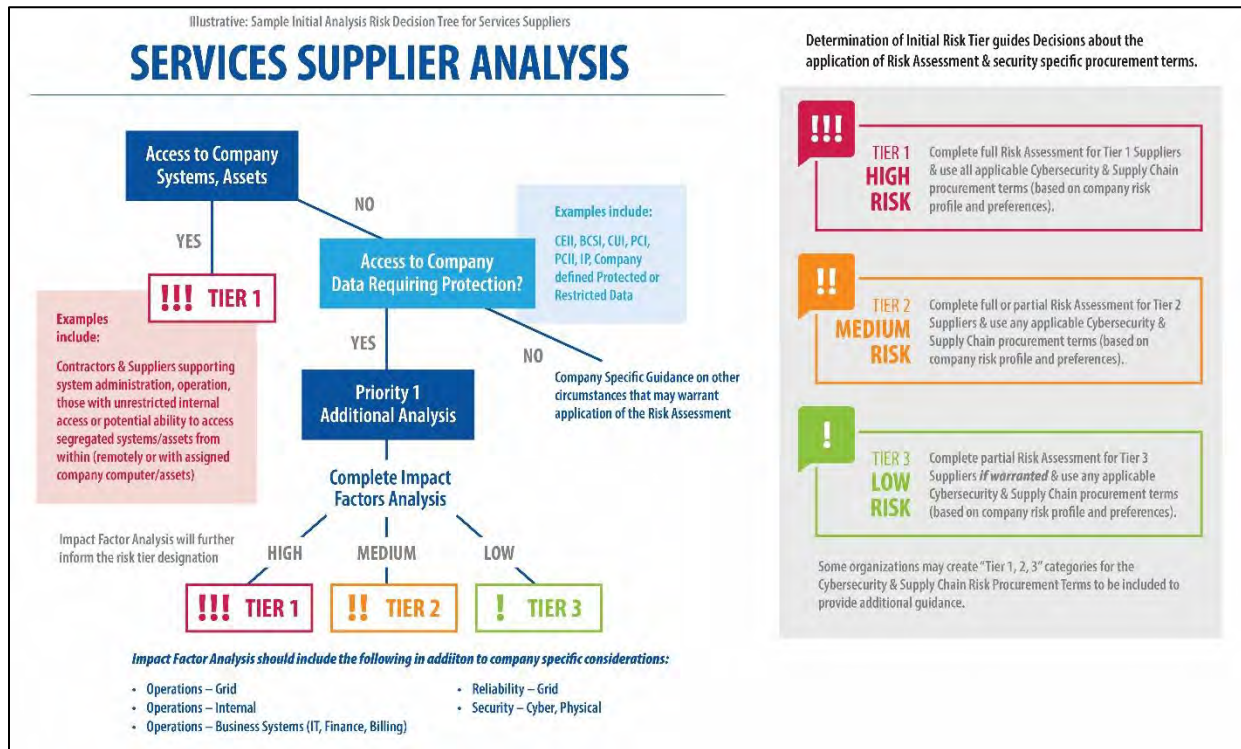 Illustrative: Sample Initial Analysis Risk Decision Tree for Services Suppliers
SERVICES SUPPLIER ANALYSIS
Access to Company
Systems, Assets
NO
YES
Examples include:
CEII, BCSI, CUI, PCI,
PCII, IP, Company
defined Protected or
Restricted Data
Access to Company
Data Requiring Protection?
!!! TIER 1
Examples
include:
Contractors & Suppliers supporting
system administration, operation,
those with unrestricted internal
access or potential ability to access
segregated systems/assets from
within (remotely or with assigned
company computer/assets)
YES
NO
Company Specific Guidance on other
circumstances that may warrant
application of the Risk Assessment
Priority 1
Additional Analysis
Complete Impact
Factors Analysis
Impact Factor Analysis will further
inform the risk tier designation
HIGH
MEDIUM
LOW
!!! TIER 1
!! TIER 2
! TIER 3
Impact Factor Analysis should include the following in addiiton to company specific considerations:
• Operations – Grid
• Operations – Internal
• Operations – Business Systems (IT, Finance, Billing)
• Reliability – Grid
• Security – Cyber, Physical
Determination of Initial Risk Tier guides Decisions about the
application of Risk Assessment & security specific procurement terms.
!!!
TIER 1
HIGH
RISK
Complete full Risk Assessment for Tier 1 Suppliers
& use all applicable Cybersecurity & Supply Chain
procurement terms (based on company risk
profile and preferences).
!!
TIER 2
MEDIUM
RISK
Complete full or partial Risk Assessment for Tier 2
Suppliers & use any applicable Cybersecurity &
Supply Chain procurement terms (based on
company risk profile and preferences).
!
TIER 3
LOW
RISK
Complete partial Risk Assessment for Tier 3
Suppliers if warranted & use any applicable
Cybersecurity & Supply Chain procurement terms
(based on company risk profile and preferences).
Some organizations may create "Tier 1, 2, 3" categories for the
Cybersecurity & Supply Chain Risk Procurement Terms to be included to
provide additional guidance.